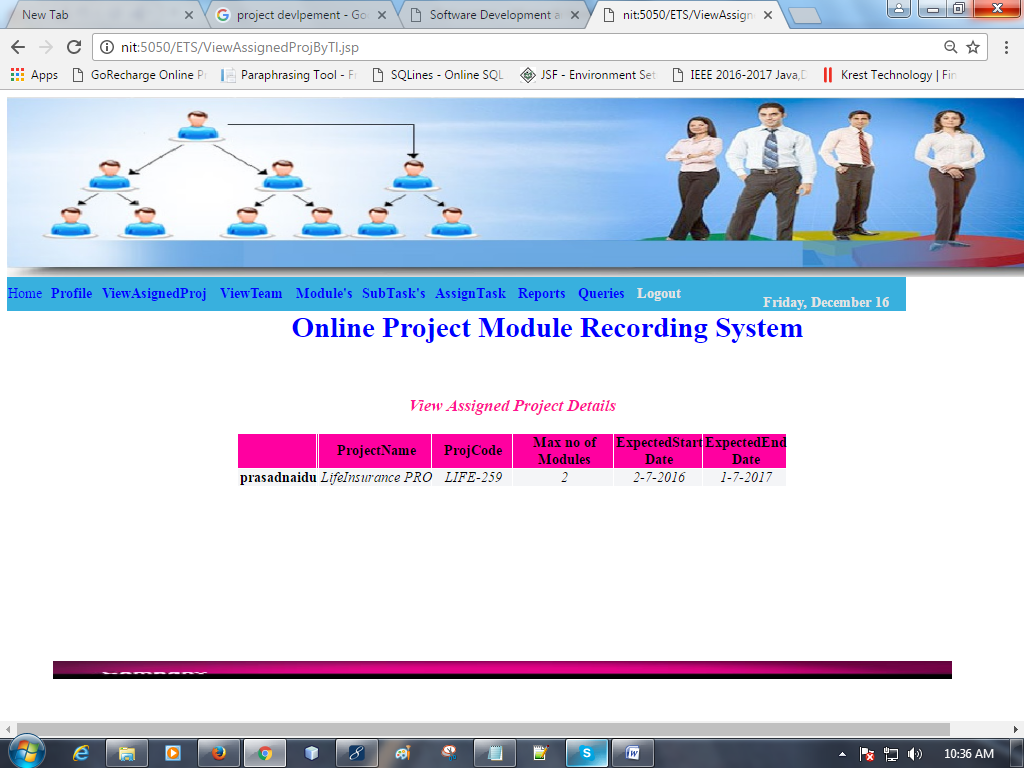 New Tab
project devlpement - Go
Software Development a
nit:5050/ETS/ViewAssign
nit:5050/ETS/ViewAssignedProjByTl.jsp
Apps GoRecharge Online P Paraphrasing Tool - F SQLines - Online SQL JSF - Environment Set IEEE 2016-2017 Java,D Krest Technology | Fin
Home Profile ViewAsignedProj ViewTeam Module's SubTask's AssignTask Reports Queries Logout
Friday, December 16
Online Project Module Recording System
View Assigned Project Details
ProjectName ProjCode Max no of Modules ExpectedStart Date ExpectedEnd Date
prasadnaidu LifeInsurance PRO LIFE-259 2 2-7-2016 1-7-2017
10:36 AM